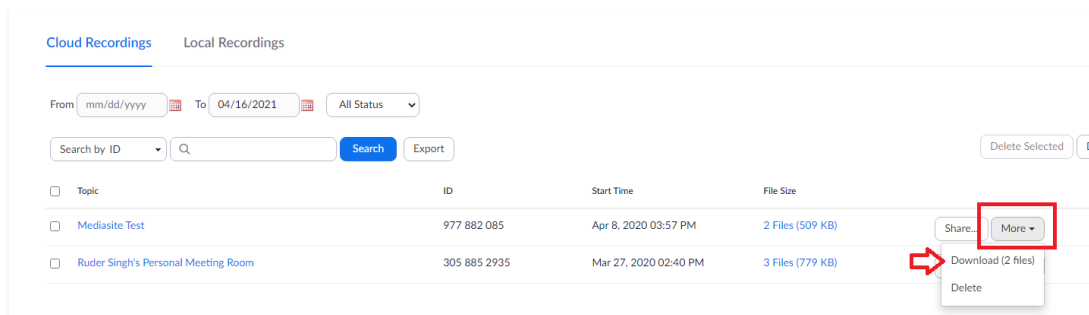 Cloud Recordings Local Recordings
From mm/dd/yyyy To 04/16/2021 All Status
Search by ID Search Export Delete Selected
Topic ID Start Time File Size
Mediasite Test 977 882 085 Apr 8, 2020 03:57 PM 2 Files (509 KB) Share... More
Ruder Singh's Personal Meeting Room 305 885 2935 Mar 27, 2020 02:40 PM 3 Files (779 KB) Download (2 files)
Delete